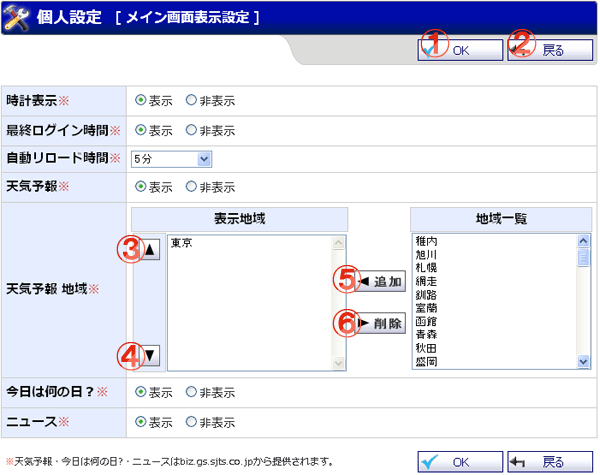 個人設定 [ メイン画面表示設定 ]
① OK ② 戻る
時計表示※ 表示 非表示
最終ログイン時間※ 表示 非表示
自動リロード時間※ 5分
天気予報※ 表示 非表示
天気予報 地域※
表示地域
③ ▲
東京
④ ▼
⑤ ◀ 追加
⑥ ▶ 削除
地域一覧
稚内
旭川
札幌
網走
釧路
室蘭
函館
青森
秋田
盛岡
今日は何の日?※ 表示 非表示
ニュース※ 表示 非表示
※天気予報・今日は何の日?・ニュースはbiz.gs.sjts.co.jpから提供されます。
OK 戻る